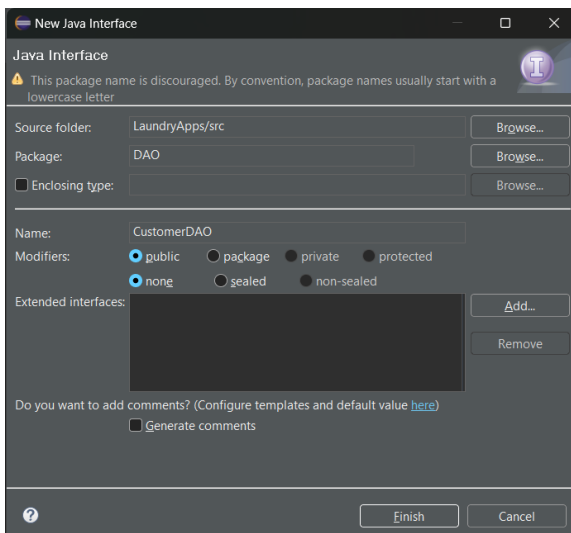 New Java Interface
Java Interface
This package name is discouraged. By convention, package names usually start with a
lowercase letter
Source folder: LaundryApps/src Browse...
Package: DAO Browse...
Enclosing type: Browse...
Name: CustomerDAO
Modifiers: public package private protected
none sealed non-sealed
Extended interfaces: Add...
Remove
Do you want to add comments? (Configure templates and default value here)
Generate comments
? Finish Cancel